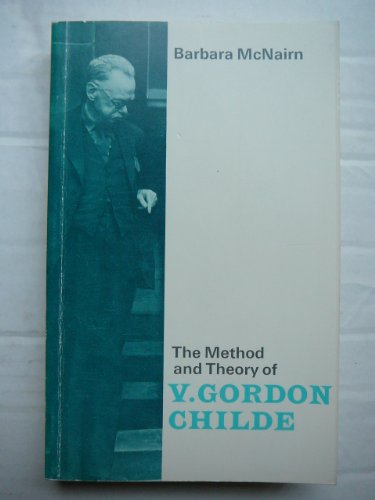 Barbara McNairn
The Method
and Theory of
V. GORDON
CHILDE